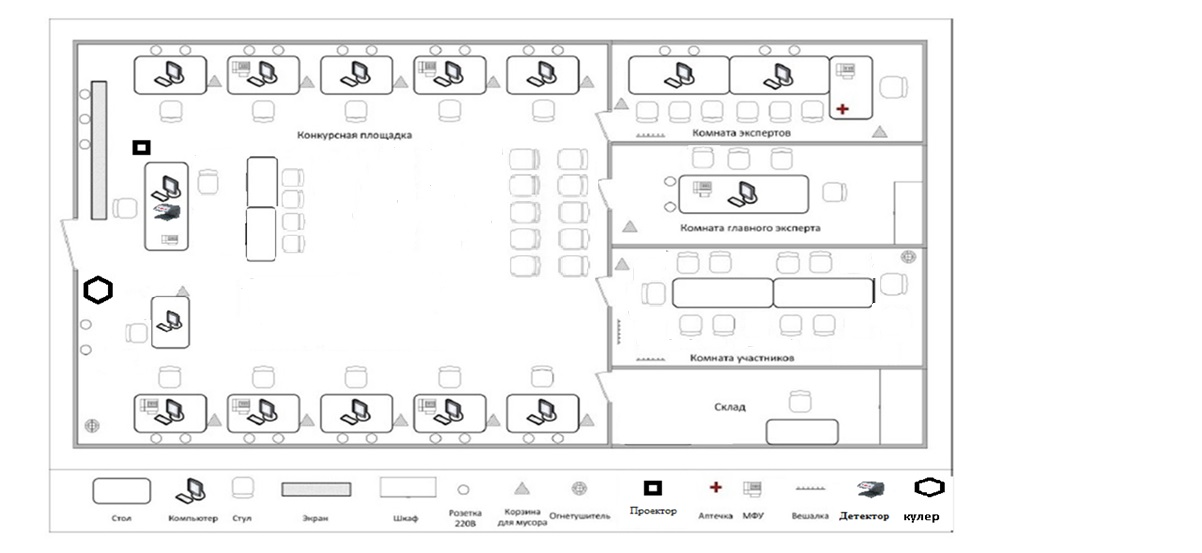 Конкурсная площадка
Комната экспертов
Комната главного эксперта
Комната участников
Склад
Стол
Компьютер
Стул
Экран
Шкаф
Розетка
220В
Корзина
для мусора
Огнетушитель
Проектор
Аптечка
МФУ
Вешалка
Детектор
кулер